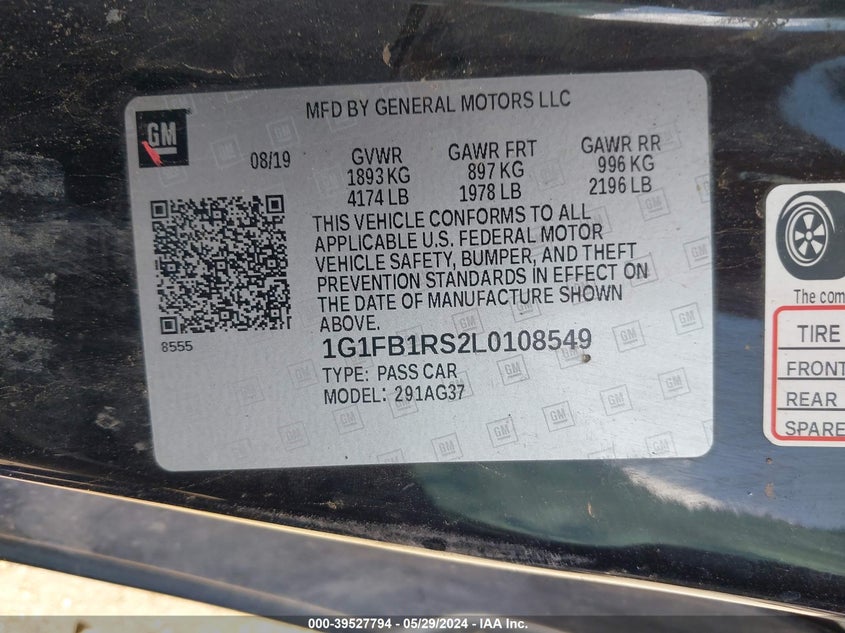 MFD BY GENERAL MOTORS LLC
GM
08/19
GVWR GAWR FRT GAWR RR
1893 KG 897 KG 996 KG
4174 LB 1978 LB 2196 LB
THIS VEHICLE CONFORMS TO ALL
APPLICABLE U.S. FEDERAL MOTOR
VEHICLE SAFETY, BUMPER, AND THEFT
PREVENTION STANDARDS IN EFFECT ON
THE DATE OF MANUFACTURE SHOWN
ABOVE.
8555
1G1FB1RS2L0108549
TYPE: PASS CAR
MODEL: 291AG37
The com
TIRE
FRONT
REAR
SPARE
000-39527794 - 05/29/2024 - IAA Inc.